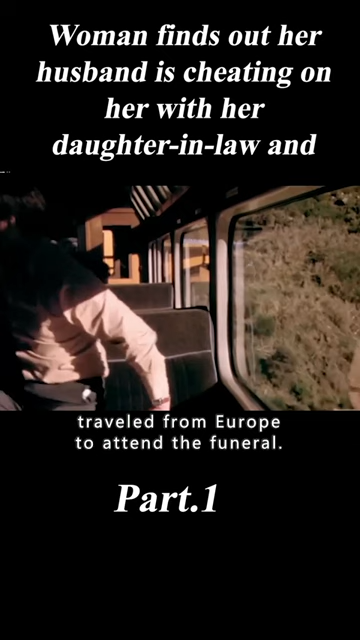 Woman finds out her
husband is cheating on
her with her
daughter-in-law and
traveled from Europe
to attend the funeral.
Part.1